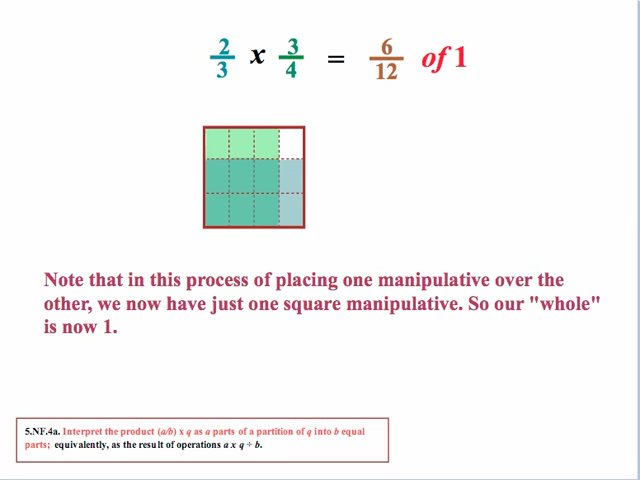 2/3 x 3/4 = 6/12 of 1
Note that in this process of placing one manipulative over the
other, we now have just one square manipulative. So our "whole"
is now 1.
5.NF.4a. Interpret the product (a/b) x q as a parts of a partition of q into b equal
parts; equivalently, as the result of operations a x q ÷ b.